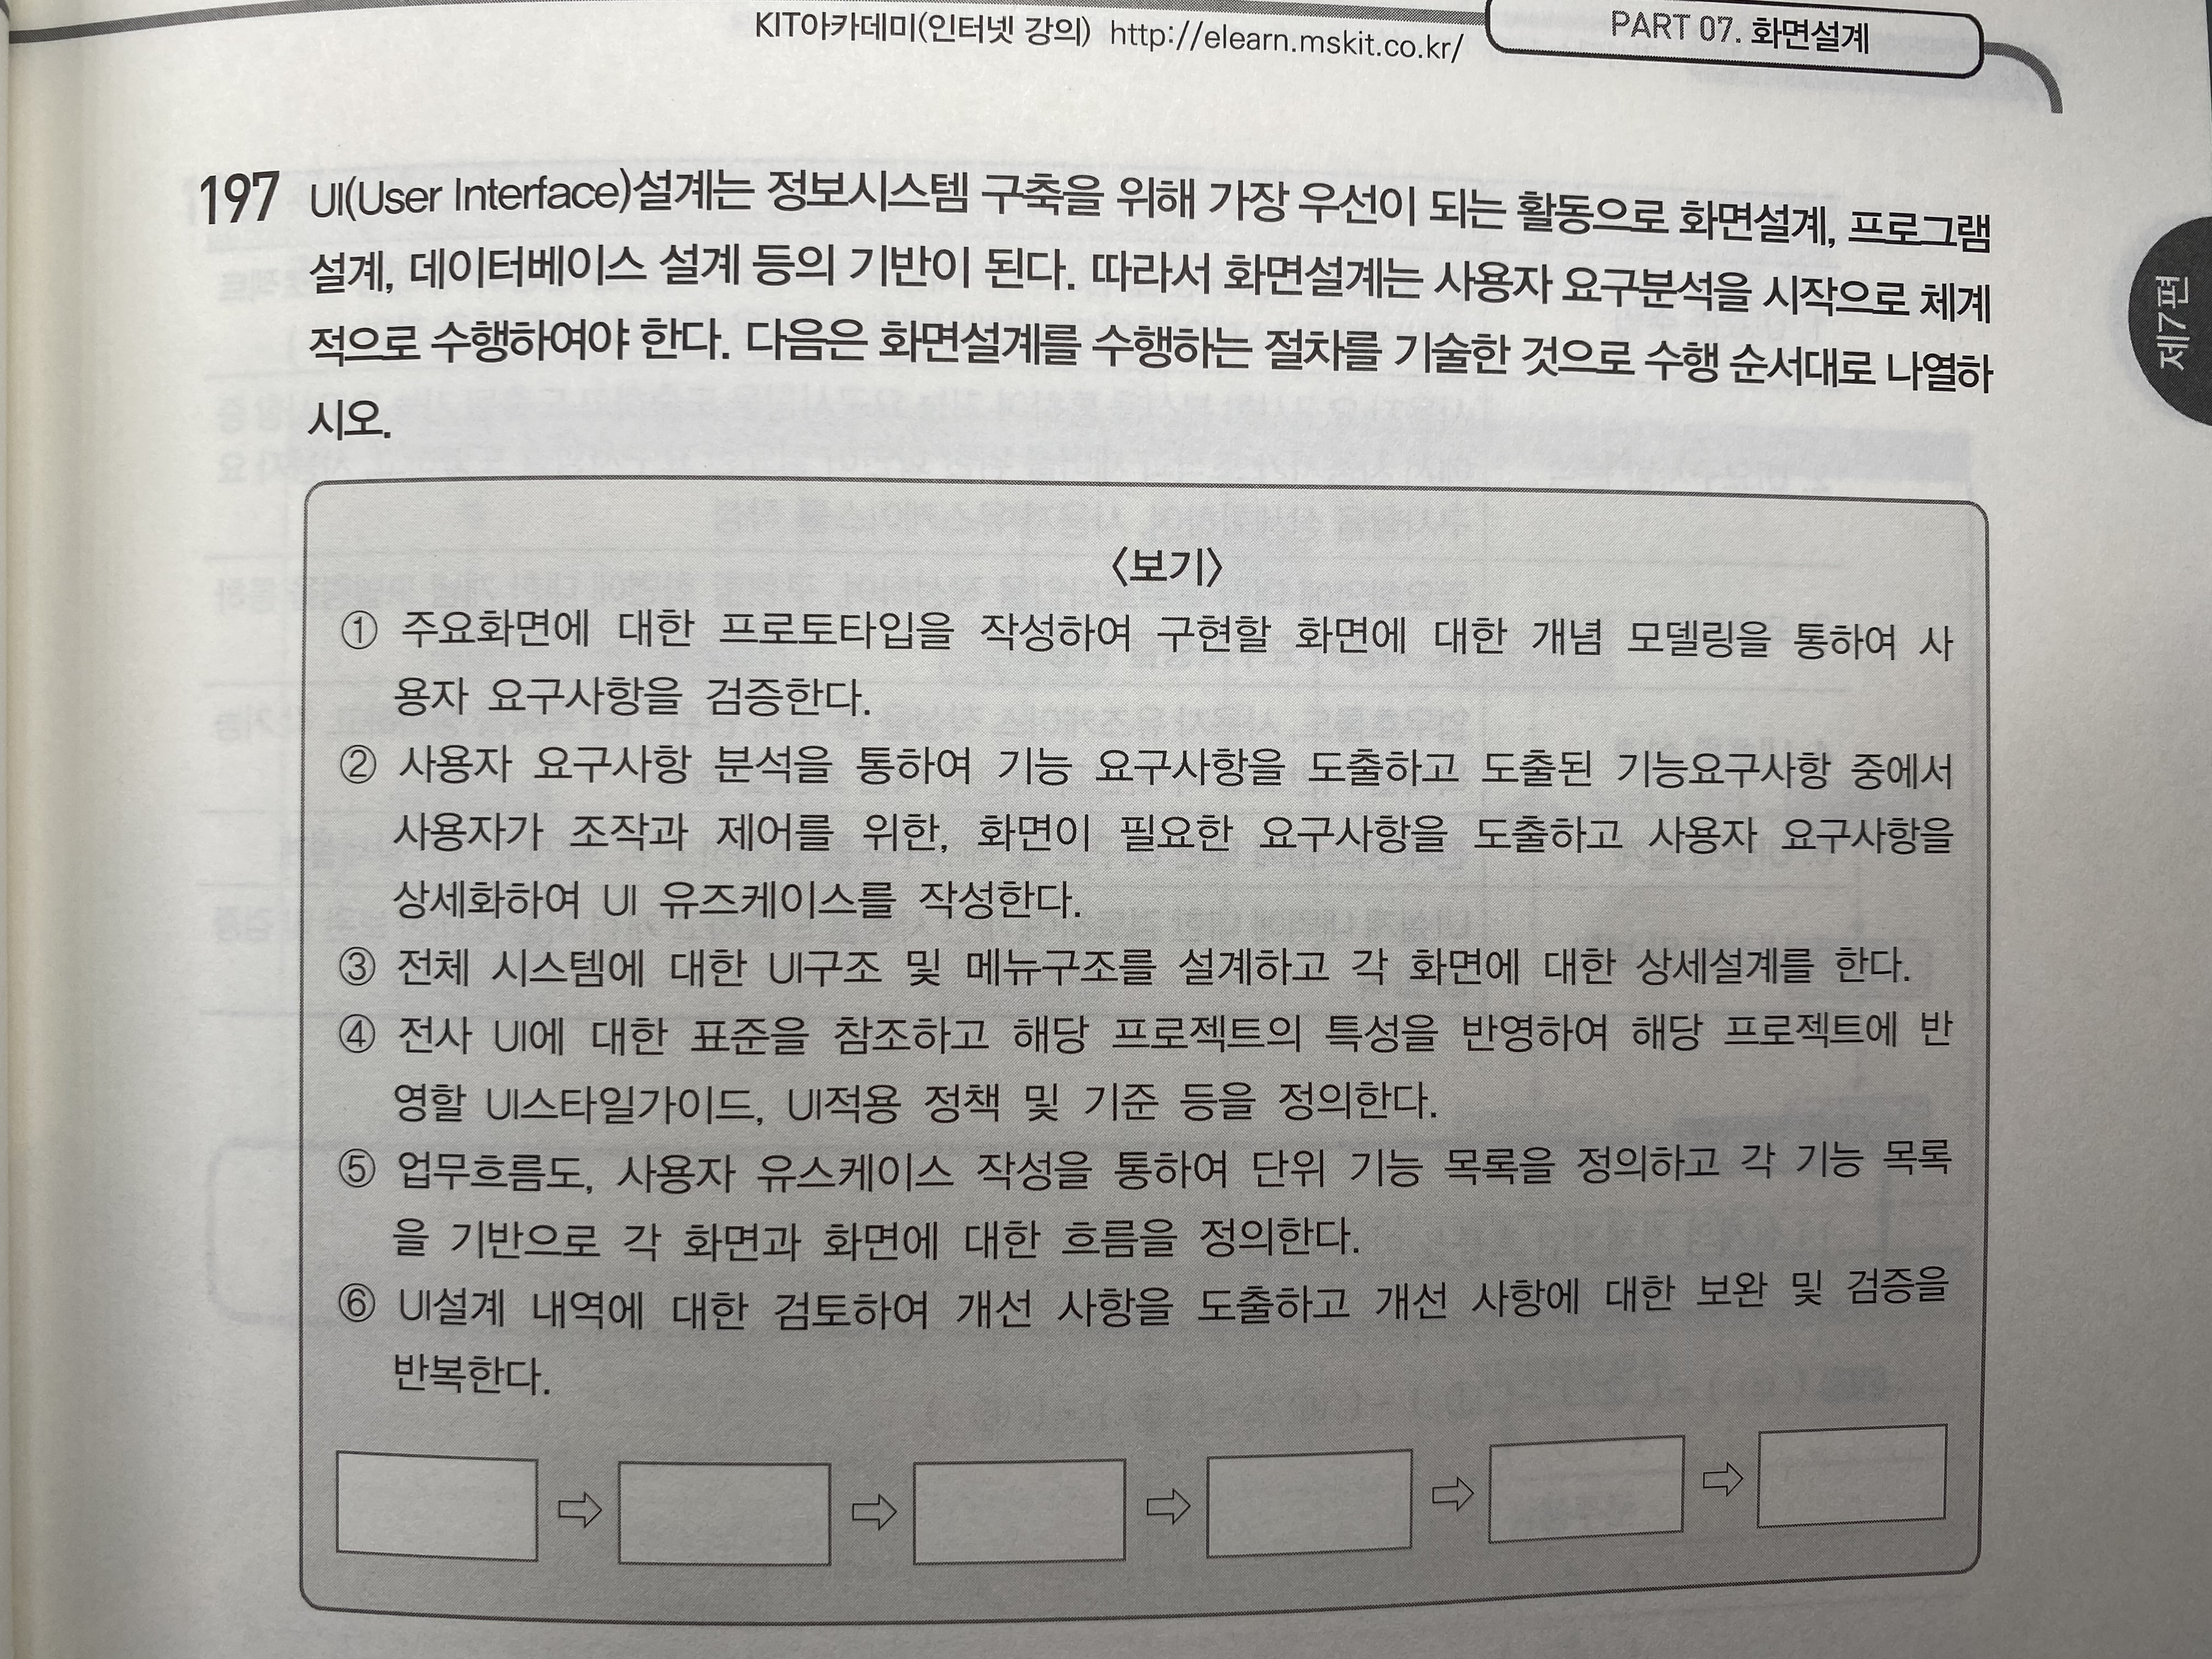 KIT아카데미(인터넷 강의) http://elearn.mskit.co.kr/
PART 07. 화면설계
197 UI(User Interface)설계는 정보시스템 구축을 위해 가장 우선이 되는 활동으로 화면설계, 프로그램
설계, 데이터베이스 설계 등의 기반이 된다. 따라서 화면설계는 사용자 요구분석을 시작으로 체계
적으로 수행하여야 한다. 다음은 화면설계를 수행하는 절차를 기술한 것으로 수행 순서대로 나열하
시오.
제7편
〈보기〉
① 주요화면에 대한 프로토타입을 작성하여 구현할 화면에 대한 개념 모델링을 통하여 사
용자 요구사항을 검증한다.
② 사용자 요구사항 분석을 통하여 기능 요구사항을 도출하고 도출된 기능요구사항 중에서
사용자가 조작과 제어를 위한, 화면이 필요한 요구사항을 도출하고 사용자 요구사항을
상세화하여 UI 유즈케이스를 작성한다.
③ 전체 시스템에 대한 UI구조 및 메뉴구조를 설계하고 각 화면에 대한 상세설계를 한다.
④ 전사 UI에 대한 표준을 참조하고 해당 프로젝트의 특성을 반영하여 해당 프로젝트에 반
영할 UI스타일가이드, UI적용 정책 및 기준 등을 정의한다.
⑤ 업무흐름도, 사용자 유스케이스 작성을 통하여 단위 기능 목록을 정의하고 각 기능 목록
을 기반으로 각 화면과 화면에 대한 흐름을 정의한다.
⑥ UI설계 내역에 대한 검토하여 개선 사항을 도출하고 개선 사항에 대한 보완 및 검증을
반복한다.